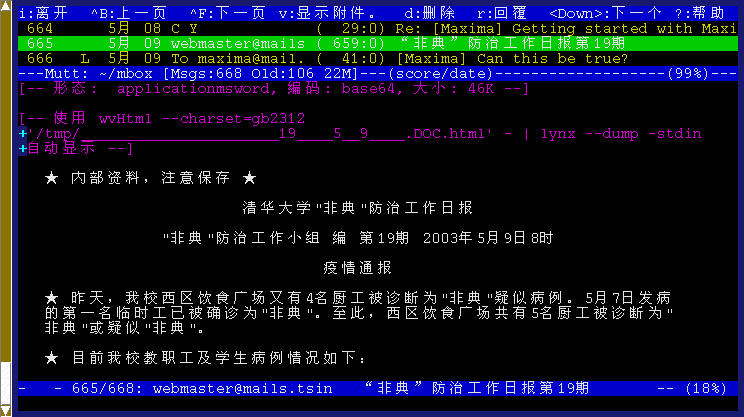 i:离开  ^B:上一页  ^F:下一页 v:显示附件。  d:删除  r:回覆  <Down>:下一个 ?:帮助
664      5月 08 C Y            (  29:0) Re: [Maxima] Getting started with Maxi
665      5月 09 webmaster@mails ( 659:0) “非典”防治工作日报第19期
666   L  5月 09 To maxima@mail. (  41:0) [Maxima] Can this be true?
---Mutt: ~/mbox [Msgs:668 Old:106 22M]---(score/date)-------------------(99%)---
[-- 形态:  applicationmsword, 编码: base64, 大小: 46K --]
[-- 使用 wvHtml --charset=gb2312
+'/tmp/______________________19____5__9____.DOC.html' - | lynx --dump -stdin
+自动显示 --]
★ 内部资料，注意保存 ★
清华大学"非典"防治工作日报
"非典"防治工作小组 编 第19期 2003年5月9日8时
疫情通报
★ 昨天，我校西区饮食广场又有4名厨工被诊断为"非典"疑似病例。5月7日发病
的第一名临时工已被确诊为"非典"。至此，西区饮食广场共有5名厨工被诊断为"
非典"或疑似"非典"。
★ 目前我校教职工及学生病例情况如下:
-   - 665/668: webmaster@mails.tsin   “非典”防治工作日报第19期       -- (18%)